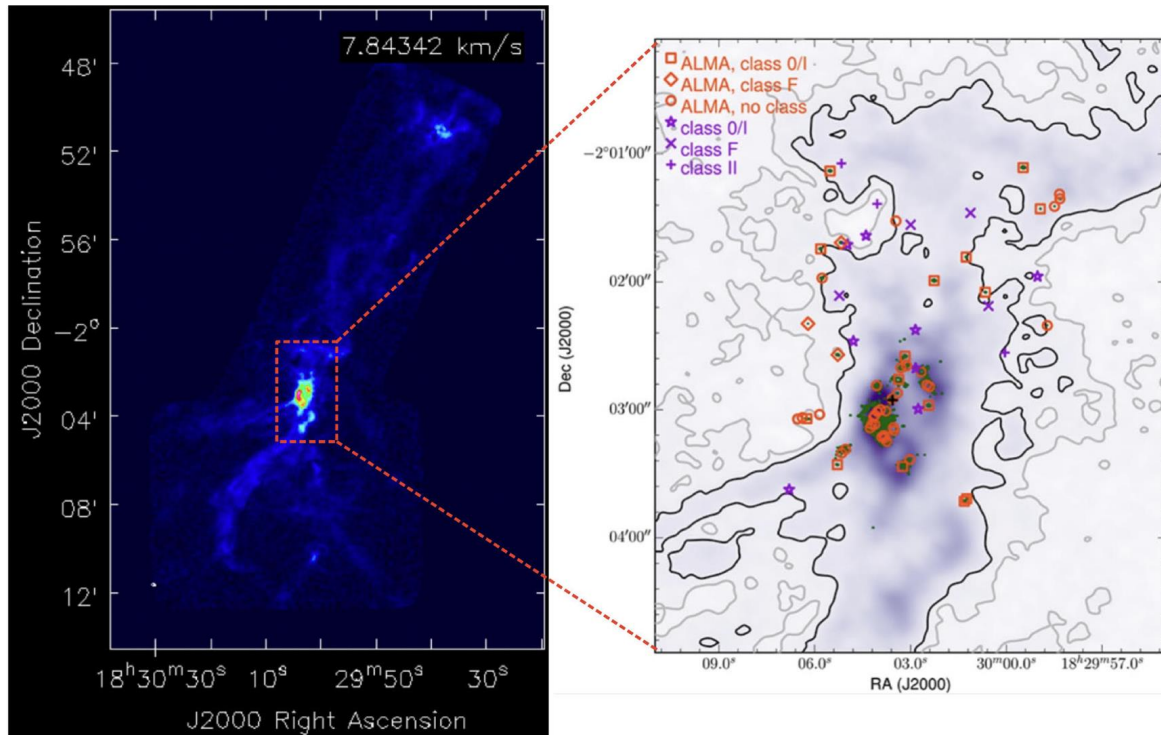 7.84342 km/s
48'
52'
56'
−2°
04'
08'
12'
J2000 Declination
18ʰ30ᵐ30ˢ 10ˢ 29ᵐ50ˢ 30ˢ
J2000 Right Ascension
ALMA, class 0/I
ALMA, class F
ALMA, no class
class 0/I
class F
class II
−2°01'00"
02'00"
03'00"
04'00"
Dec (J2000)
09.0ˢ 06.0ˢ 03.0ˢ 30ᵐ00.0ˢ 18ʰ29ᵐ57.0ˢ
RA (J2000)